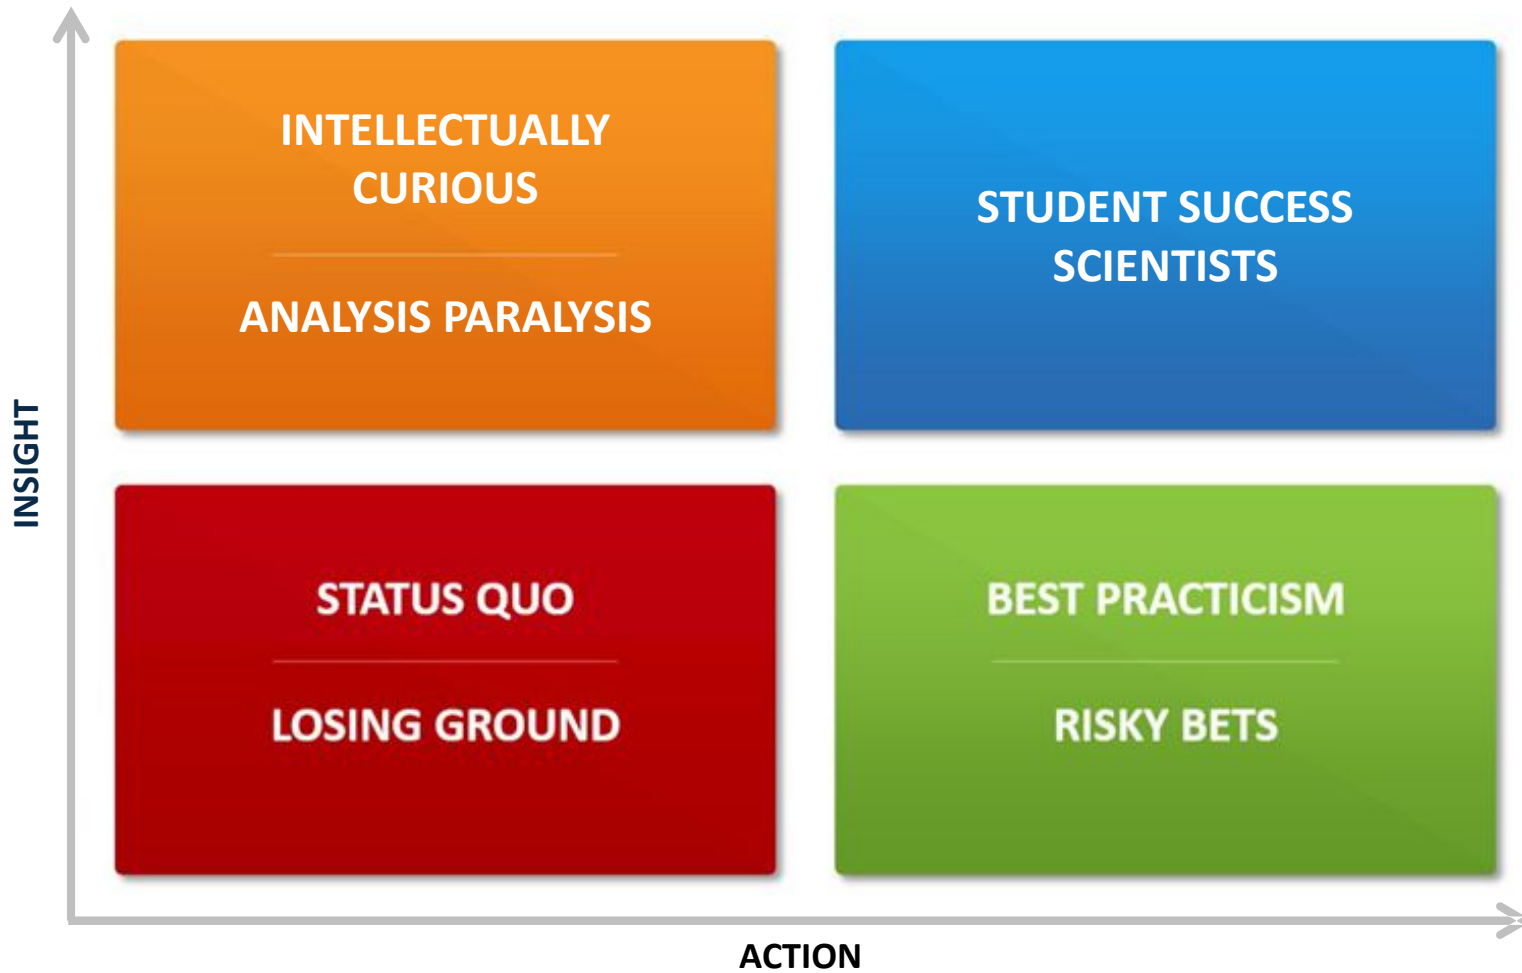 INTELLECTUALLY
CURIOUS
ANALYSIS PARALYSIS
STUDENT SUCCESS
SCIENTISTS
INSIGHT
STATUS QUO
LOSING GROUND
BEST PRACTICISM
RISKY BETS
ACTION